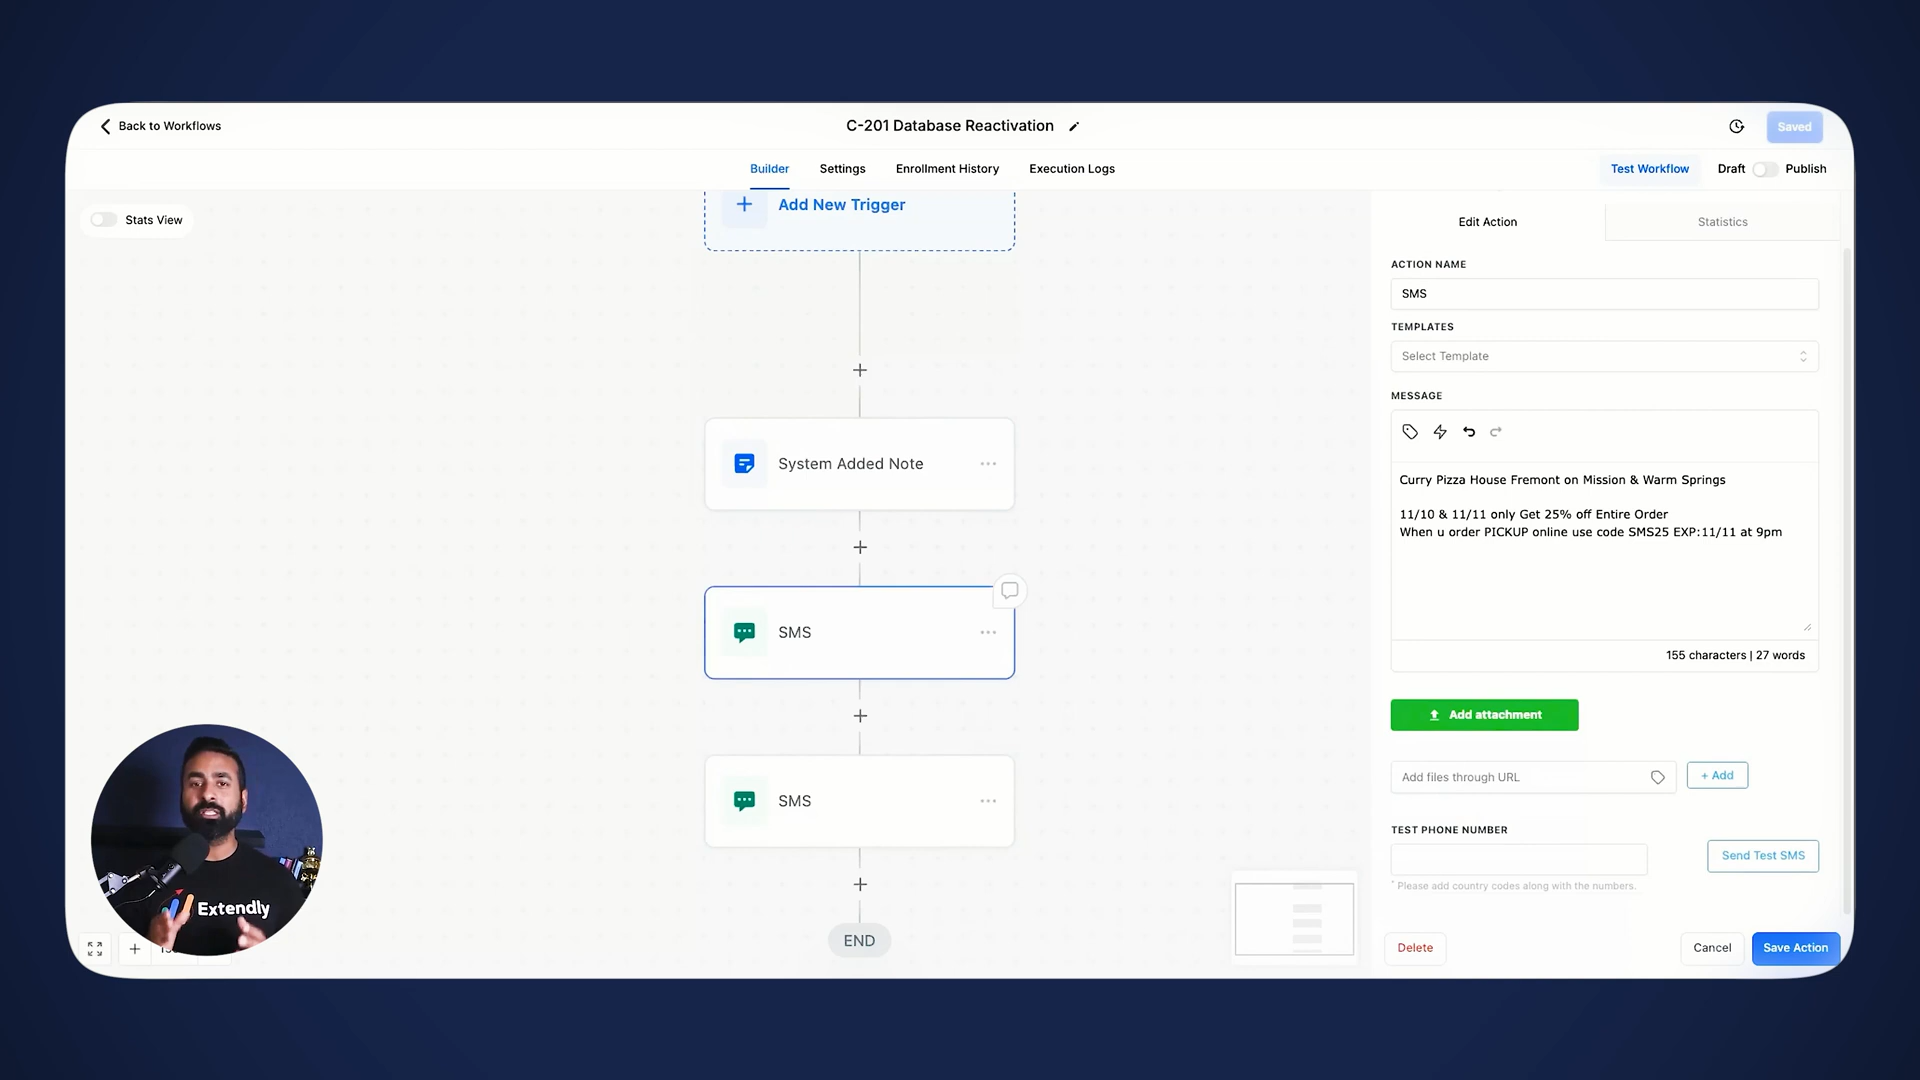 Back to Workflows
C-201 Database Reactivation
Saved
Builder
Settings
Enrollment History
Execution Logs
Test Workflow
Draft
Publish
Stats View
Add New Trigger
System Added Note
SMS
SMS
END
Edit Action
Statistics
ACTION NAME
SMS
TEMPLATES
Select Template
MESSAGE
Curry Pizza House Fremont on Mission & Warm Springs
11/10 & 11/11 only Get 25% off Entire Order
When u order PICKUP online use code SMS25 EXP:11/11 at 9pm
155 characters | 27 words
Add attachment
Add files through URL
+ Add
TEST PHONE NUMBER
Send Test SMS
* Please add country codes along with the numbers.
Delete
Cancel
Save Action
Extendly